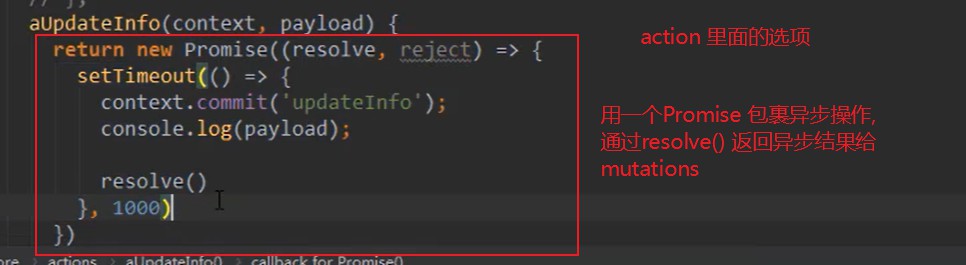 aUpdateInfo(context, payload) {
return new Promise((resolve, reject) => {
setTimeout(() => {
context.commit('updateInfo');
console.log(payload);
resolve()
}, 1000)
})
action 里面的选项
用一个Promise 包裹异步操作,
通过resolve() 返回异步结果给
mutations
actions > aUpdateInfo() > callback for Promise()